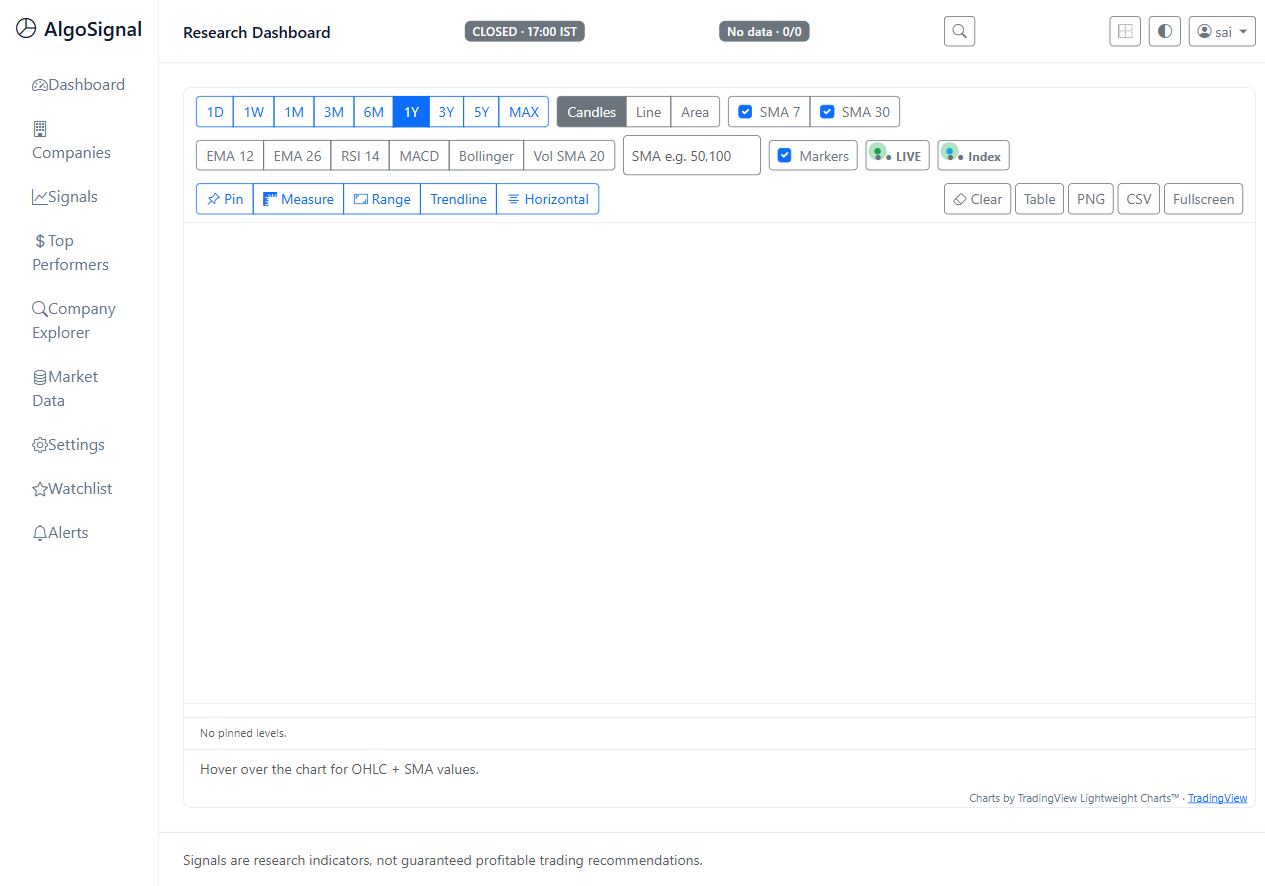 AlgoSignal
Research Dashboard
CLOSED · 17:00 IST
No data · 0/0
sai
Dashboard
Companies
Signals
$ Top
Performers
Company
Explorer
Market
Data
Settings
Watchlist
Alerts
1D 1W 1M 3M 6M 1Y 3Y 5Y MAX Candles Line Area SMA 7 SMA 30
EMA 12 EMA 26 RSI 14 MACD Bollinger Vol SMA 20 SMA e.g. 50,100 Markers LIVE Index
Pin Measure Range Trendline Horizontal Clear Table PNG CSV Fullscreen
No pinned levels.
Hover over the chart for OHLC + SMA values.
Charts by TradingView Lightweight Charts™ · TradingView
Signals are research indicators, not guaranteed profitable trading recommendations.